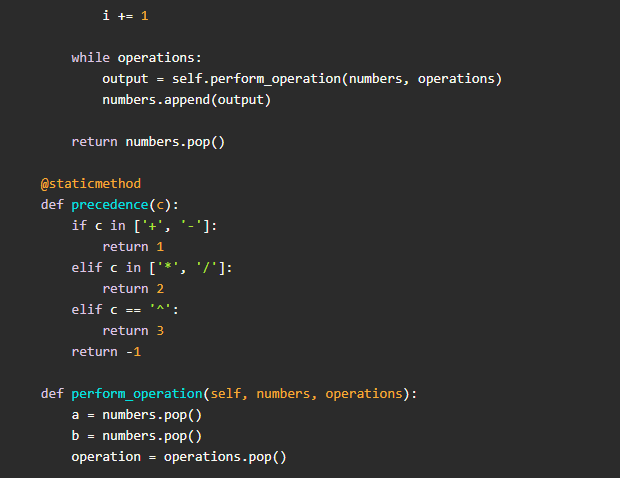 i += 1

        while operations:
            output = self.perform_operation(numbers, operations)
            numbers.append(output)

        return numbers.pop()

    @staticmethod
    def precedence(c):
        if c in ['+', '-']:
            return 1
        elif c in ['*', '/']:
            return 2
        elif c == '^':
            return 3
        return -1

    def perform_operation(self, numbers, operations):
        a = numbers.pop()
        b = numbers.pop()
        operation = operations.pop()